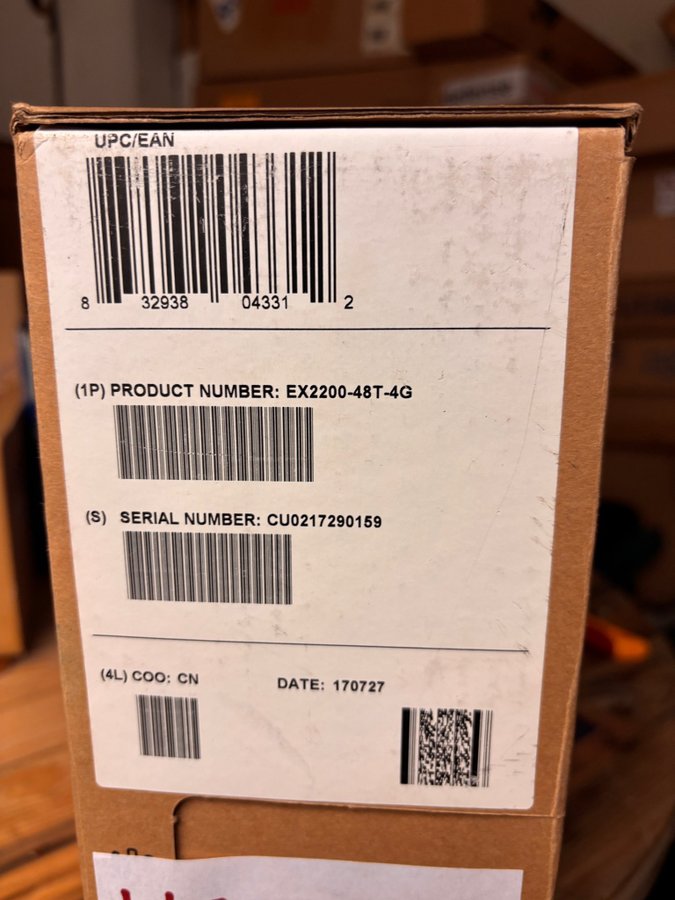 UPC/EAN
8 32938 04331 2
(1P) PRODUCT NUMBER: EX2200-48T-4G
(S) SERIAL NUMBER: CU0217290159
(4L) COO: CN DATE: 170727